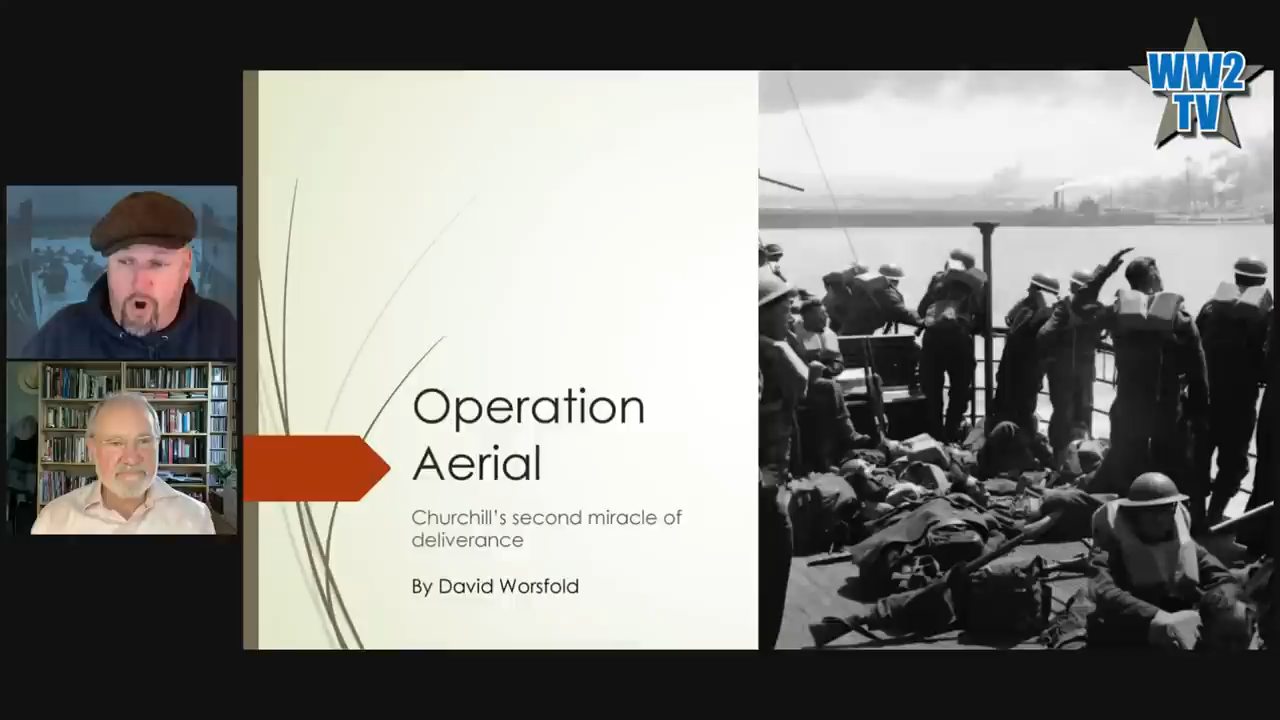 WW2
TV
Operation
Aerial
Churchill's second miracle of
deliverance
By David Worsfold